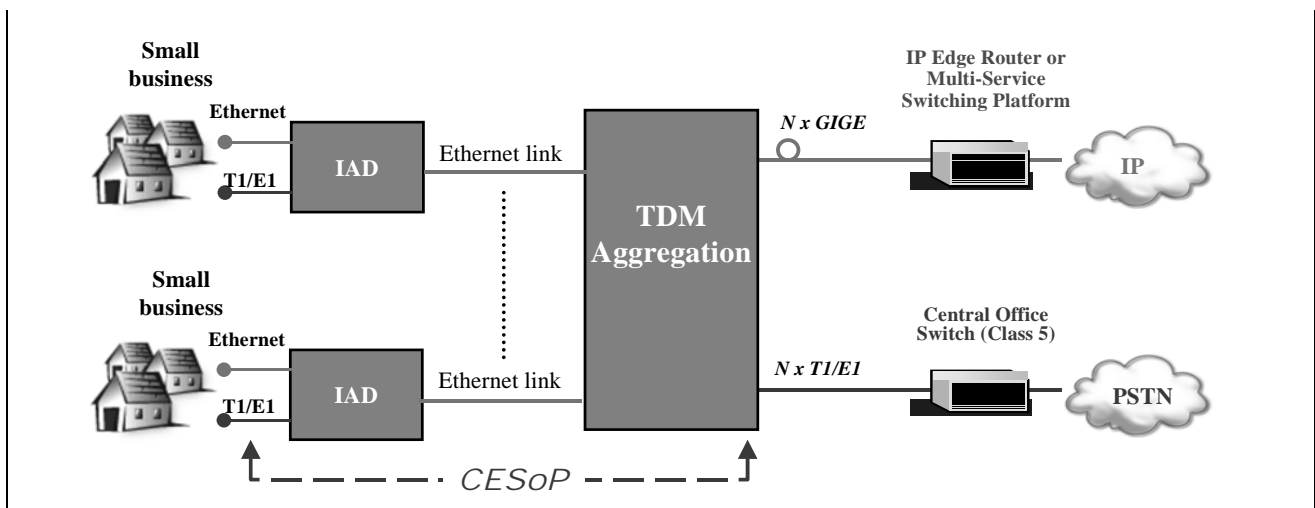 Small
business
Ethernet
T1/E1
IAD
Ethernet link
TDM
Aggregation
N x GIGE
IP Edge Router or
Multi-Service
Switching Platform
IP
Small
business
Ethernet
T1/E1
IAD
Ethernet link
N x T1/E1
Central Office
Switch (Class 5)
PSTN
CESoP